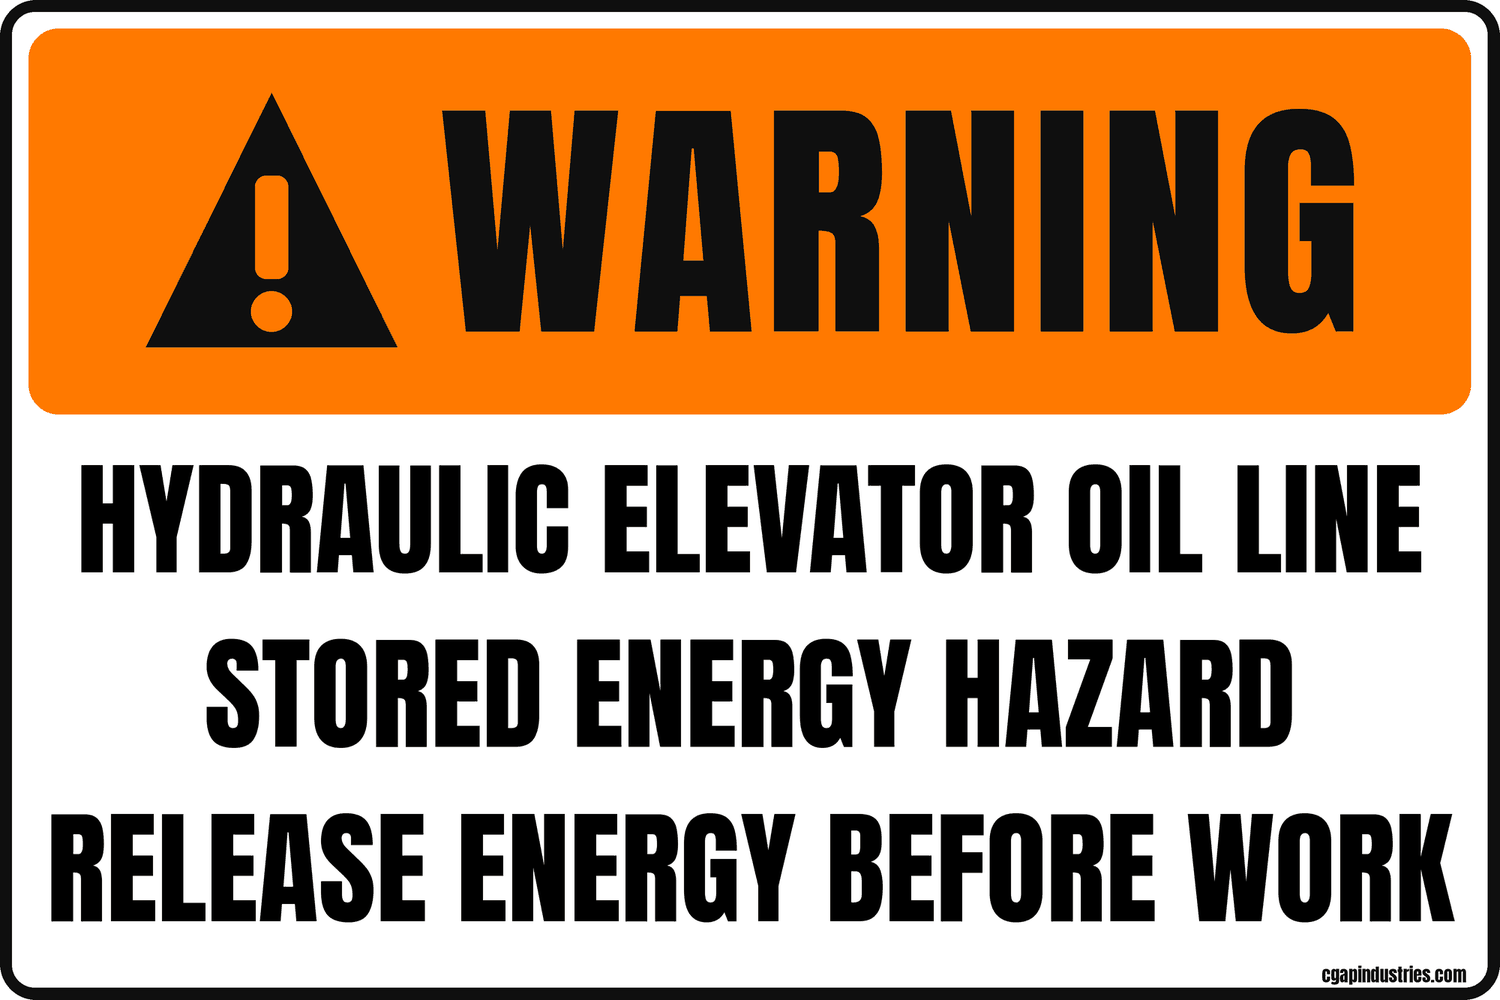 WARNING
HYDRAULIC ELEVATOR OIL LINE
STORED ENERGY HAZARD
RELEASE ENERGY BEFORE WORK
cgapindustries.com